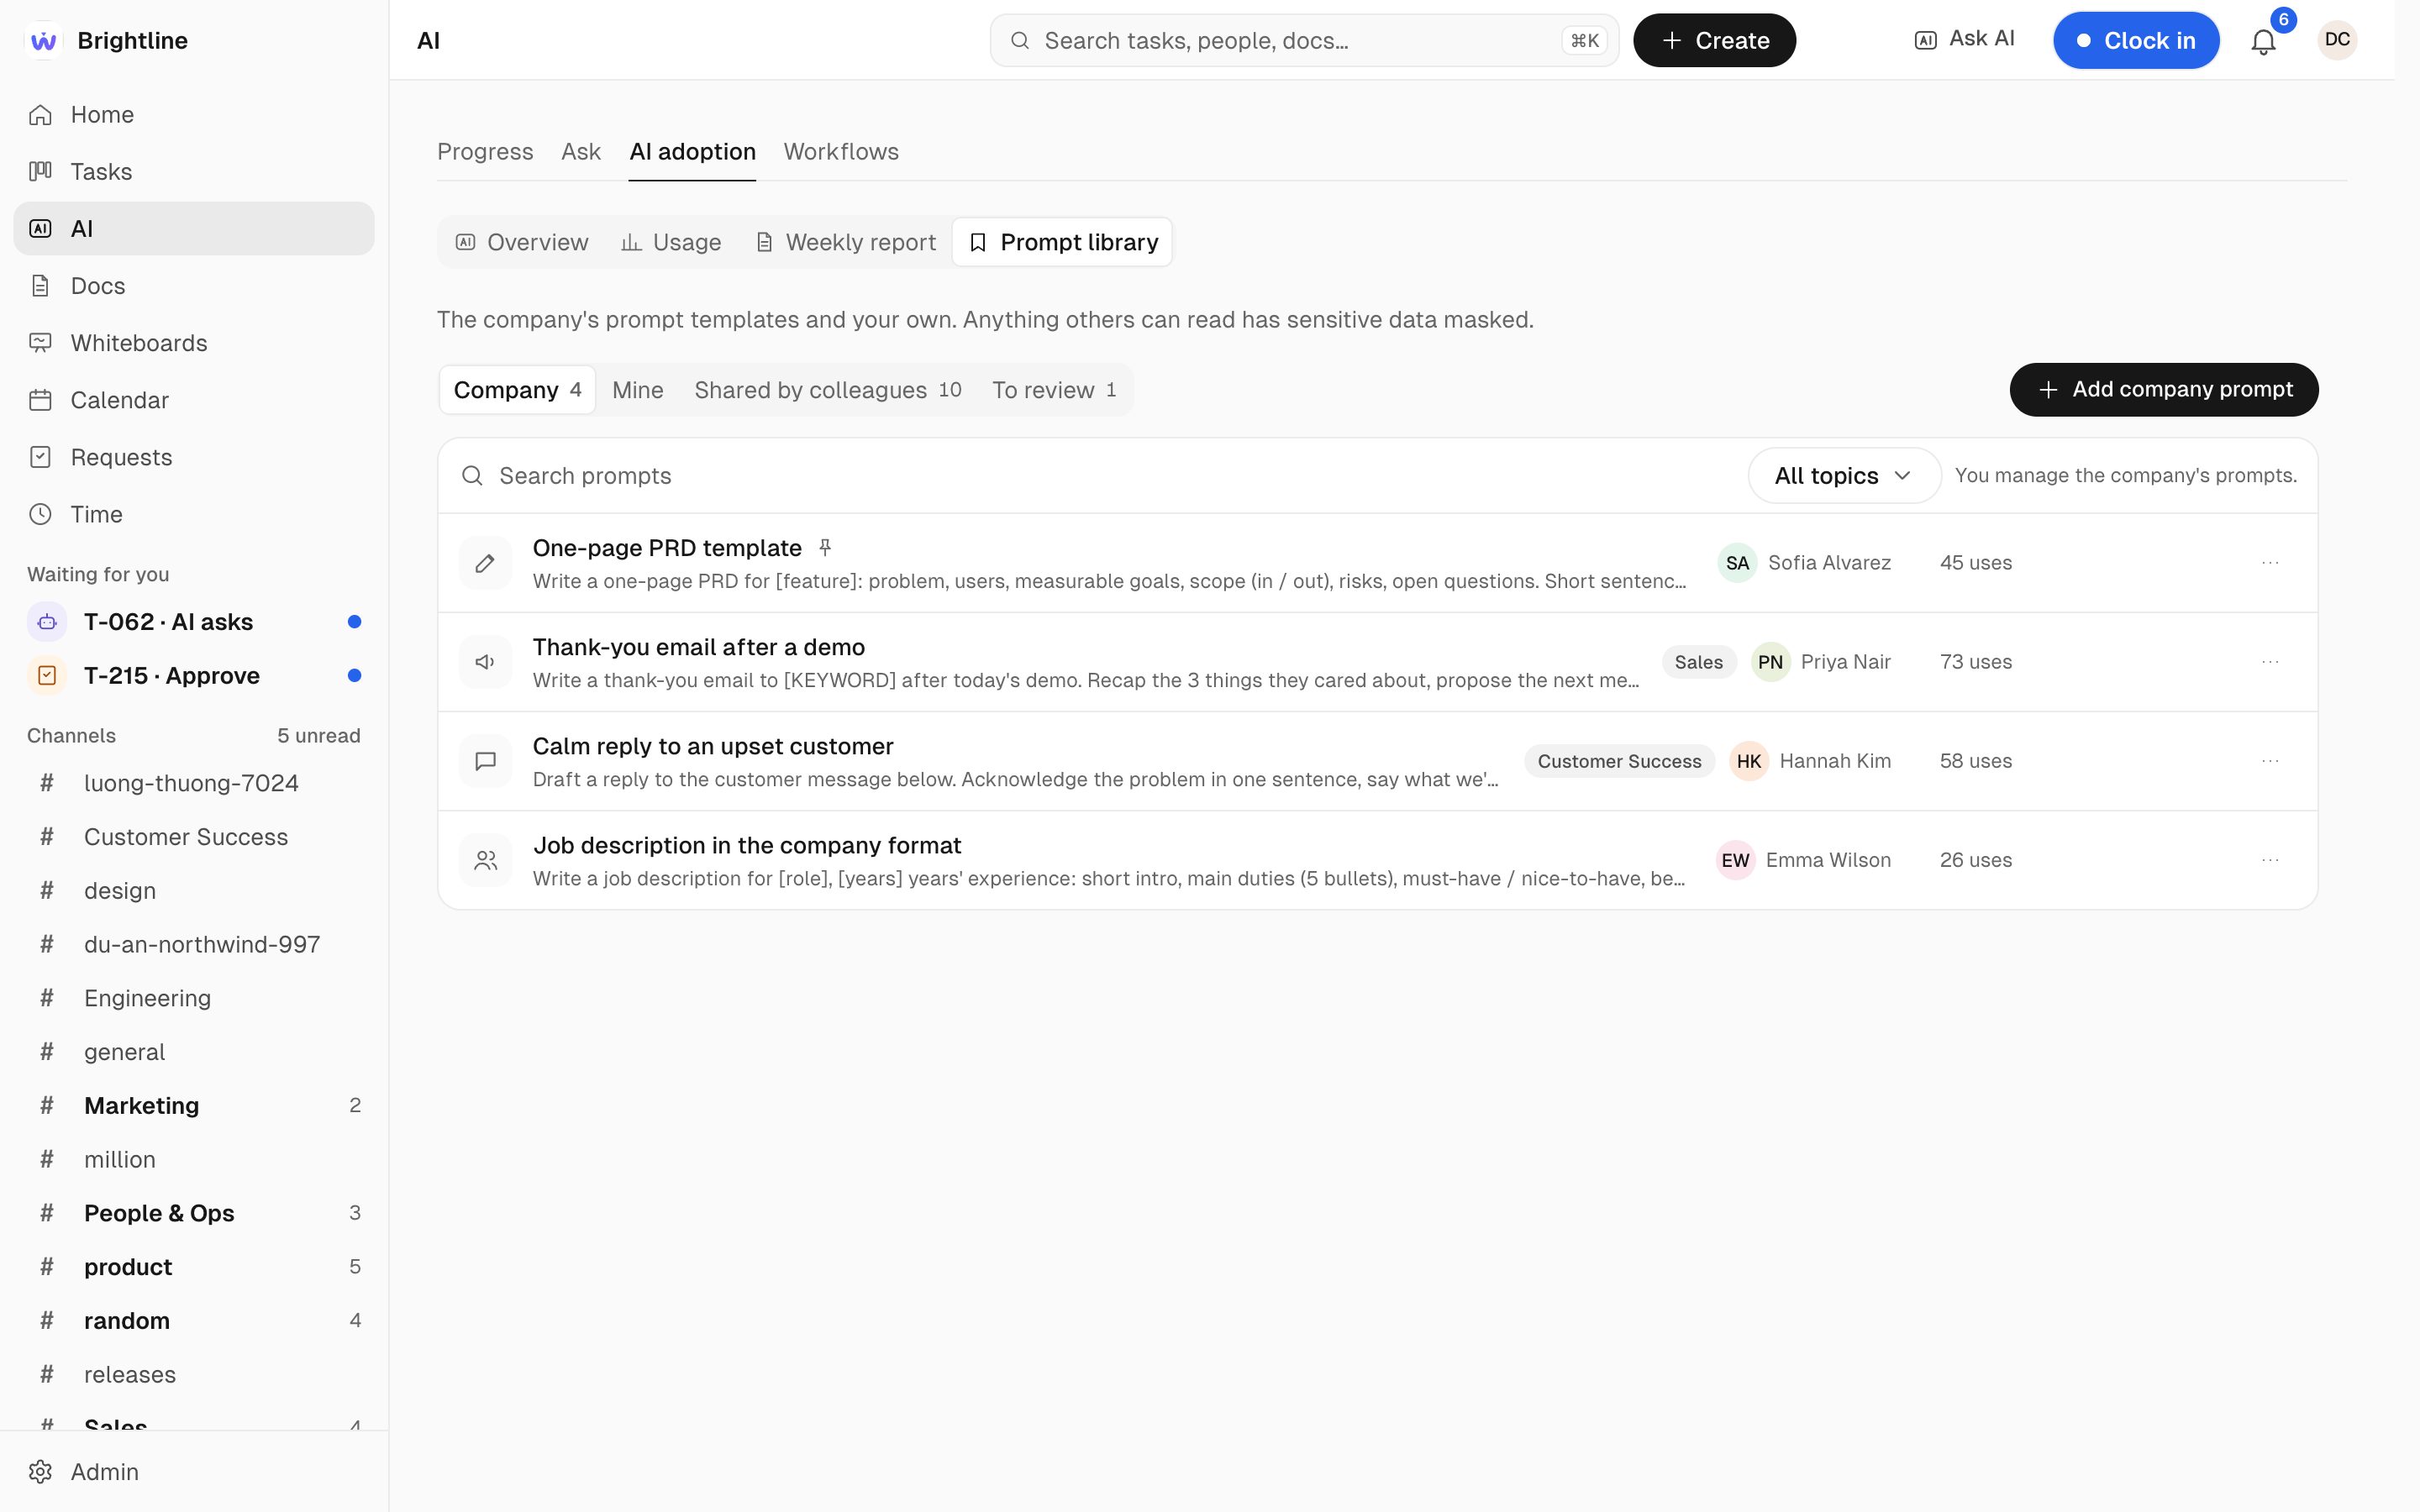 Brightline
AI
Search tasks, people, docs…
⌘K
Create
Ask AI
Clock in
6
DC
Home
Tasks
AI
Docs
Whiteboards
Calendar
Requests
Time
Waiting for you
T-062 · AI asks
T-215 · Approve
Channels
5 unread
# luong-thuong-7024
# Customer Success
# design
# du-an-northwind-997
# Engineering
# general
# Marketing 2
# million
# People & Ops 3
# product 5
# random 4
# releases
# Sales 4
Admin
Progress Ask AI adoption Workflows
Overview Usage Weekly report Prompt library
The company's prompt templates and your own. Anything others can read has sensitive data masked.
Company 4 Mine Shared by colleagues 10 To review 1
Add company prompt
Search prompts
All topics
You manage the company's prompts.
One-page PRD template
Write a one-page PRD for [feature]: problem, users, measurable goals, scope (in / out), risks, open questions. Short sentenc…
SA Sofia Alvarez 45 uses
Thank-you email after a demo
Write a thank-you email to [KEYWORD] after today's demo. Recap the 3 things they cared about, propose the next me…
Sales PN Priya Nair 73 uses
Calm reply to an upset customer
Draft a reply to the customer message below. Acknowledge the problem in one sentence, say what we'…
Customer Success HK Hannah Kim 58 uses
Job description in the company format
Write a job description for [role], [years] years' experience: short intro, main duties (5 bullets), must-have / nice-to-have, be…
EW Emma Wilson 26 uses